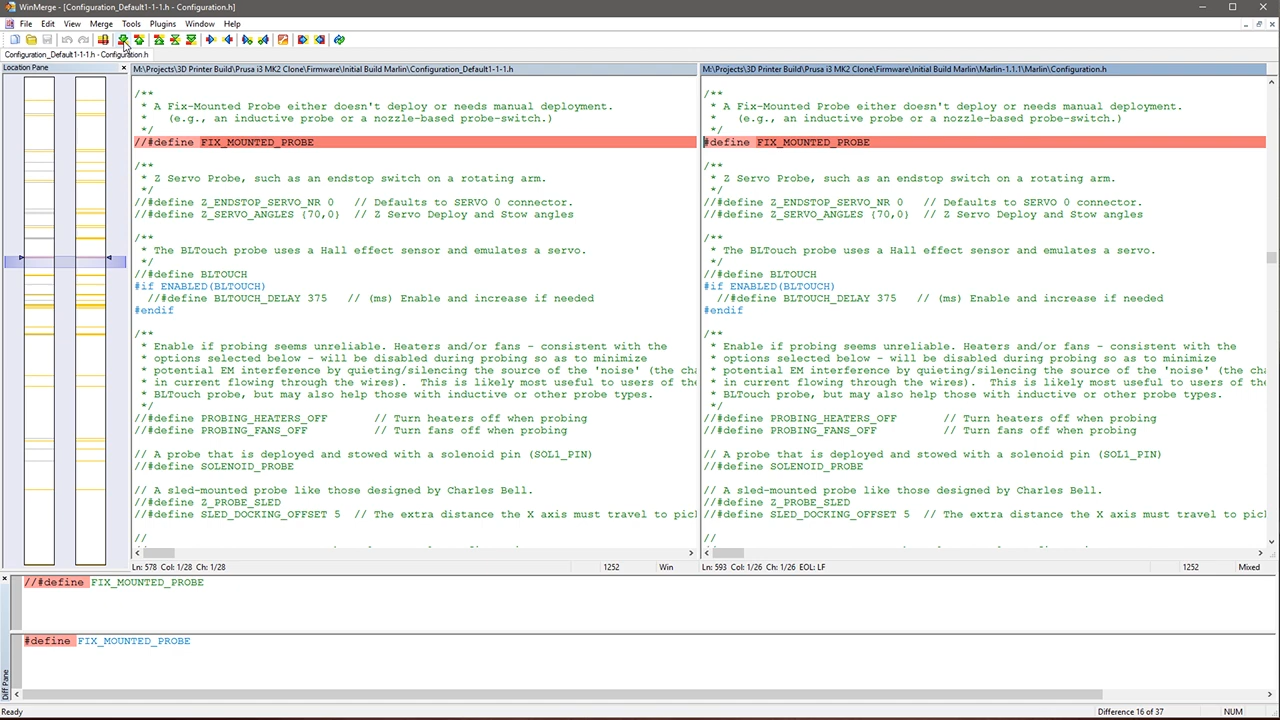 WinMerge - [Configuration_Default1-1-1.h - Configuration.h]
File Edit View Merge Tools Plugins Window Help
Configuration_Default1-1-1.h - Configuration.h
Location Pane
M:\Projects\3D Printer Build\Prusa i3 MK2 Clone\Firmware\Initial Build Marlin\Configuration_Default1-1-1.h
/**
* A Fix-Mounted Probe either doesn't deploy or needs manual deployment.
* (e.g., an inductive probe or a nozzle-based probe-switch.)
*/
//#define FIX_MOUNTED_PROBE
/**
* Z Servo Probe, such as an endstop switch on a rotating arm.
*/
//#define Z_ENDSTOP_SERVO_NR 0 // Defaults to SERVO 0 connector.
//#define Z_SERVO_ANGLES {70,0} // Z Servo Deploy and Stow angles
/**
* The BLTouch probe uses a Hall effect sensor and emulates a servo.
*/
//#define BLTOUCH
#if ENABLED(BLTOUCH)
//#define BLTOUCH_DELAY 375 // (ms) Enable and increase if needed
#endif
/**
* Enable if probing seems unreliable. Heaters and/or fans - consistent with the
* options selected below - will be disabled during probing so as to minimize
* potential EM interference by quieting/silencing the source of the 'noise' (the cha
* in current flowing through the wires). This is likely most useful to users of the
* BLTouch probe, but may also help those with inductive or other probe types.
*/
//#define PROBING_HEATERS_OFF // Turn heaters off when probing
//#define PROBING_FANS_OFF // Turn fans off when probing
// A probe that is deployed and stowed with a solenoid pin (SOL1_PIN)
//#define SOLENOID_PROBE
// A sled-mounted probe like those designed by Charles Bell.
//#define Z_PROBE_SLED
//#define SLED_DOCKING_OFFSET 5 // The extra distance the X axis must travel to pick
//
Ln: 578 Col: 1/28 Ch: 1/28 1252 Win
M:\Projects\3D Printer Build\Prusa i3 MK2 Clone\Firmware\Initial Build Marlin\Marlin-1.1.1\Marlin\Configuration.h
/**
* A Fix-Mounted Probe either doesn't deploy or needs manual deployment.
* (e.g., an inductive probe or a nozzle-based probe-switch.)
*/
#define FIX_MOUNTED_PROBE
/**
* Z Servo Probe, such as an endstop switch on a rotating arm.
*/
//#define Z_ENDSTOP_SERVO_NR 0 // Defaults to SERVO 0 connector.
//#define Z_SERVO_ANGLES {70,0} // Z Servo Deploy and Stow angles
/**
* The BLTouch probe uses a Hall effect sensor and emulates a servo.
*/
//#define BLTOUCH
#if ENABLED(BLTOUCH)
//#define BLTOUCH_DELAY 375 // (ms) Enable and increase if needed
#endif
/**
* Enable if probing seems unreliable. Heaters and/or fans - consistent with the
* options selected below - will be disabled during probing so as to minimize
* potential EM interference by quieting/silencing the source of the 'noise' (the cha
* in current flowing through the wires). This is likely most useful to users of the
* BLTouch probe, but may also help those with inductive or other probe types.
*/
//#define PROBING_HEATERS_OFF // Turn heaters off when probing
//#define PROBING_FANS_OFF // Turn fans off when probing
// A probe that is deployed and stowed with a solenoid pin (SOL1_PIN)
//#define SOLENOID_PROBE
// A sled-mounted probe like those designed by Charles Bell.
//#define Z_PROBE_SLED
//#define SLED_DOCKING_OFFSET 5 // The extra distance the X axis must travel to pick
//
Ln: 593 Col: 1/26 Ch: 1/26 EOL: LF 1252 Mixed
Diff Pane
//#define FIX_MOUNTED_PROBE
#define FIX_MOUNTED_PROBE
Ready Difference 16 of 37 NUM